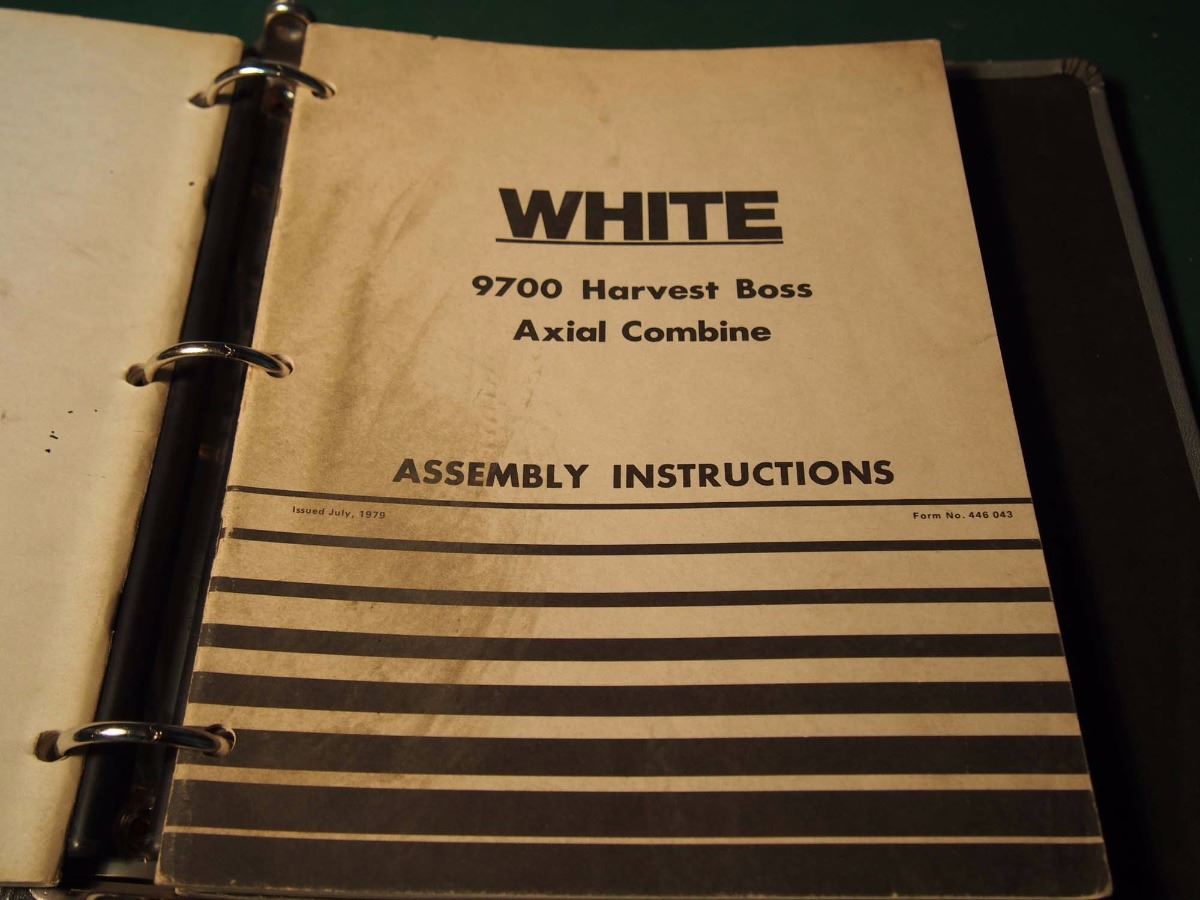 WHITE
9700 Harvest Boss
Axial Combine
ASSEMBLY INSTRUCTIONS
Issued July, 1979
Form No. 446 043